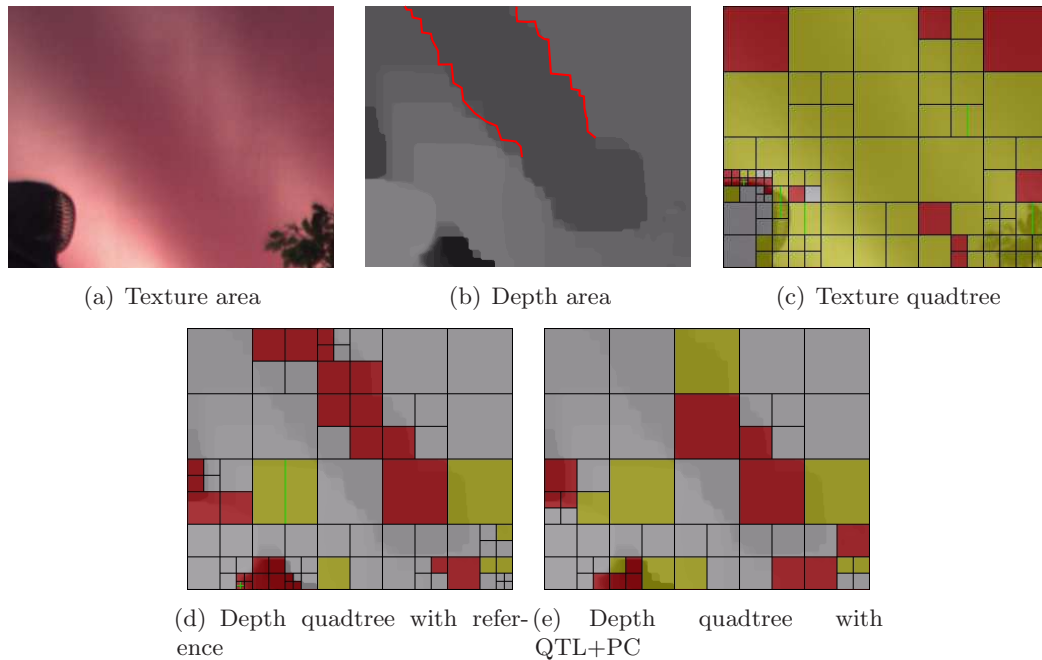 (a) Texture area
(b) Depth area
(c) Texture quadtree
(d) Depth quadtree with refer-
ence
(e) Depth quadtree with
QTL+PC